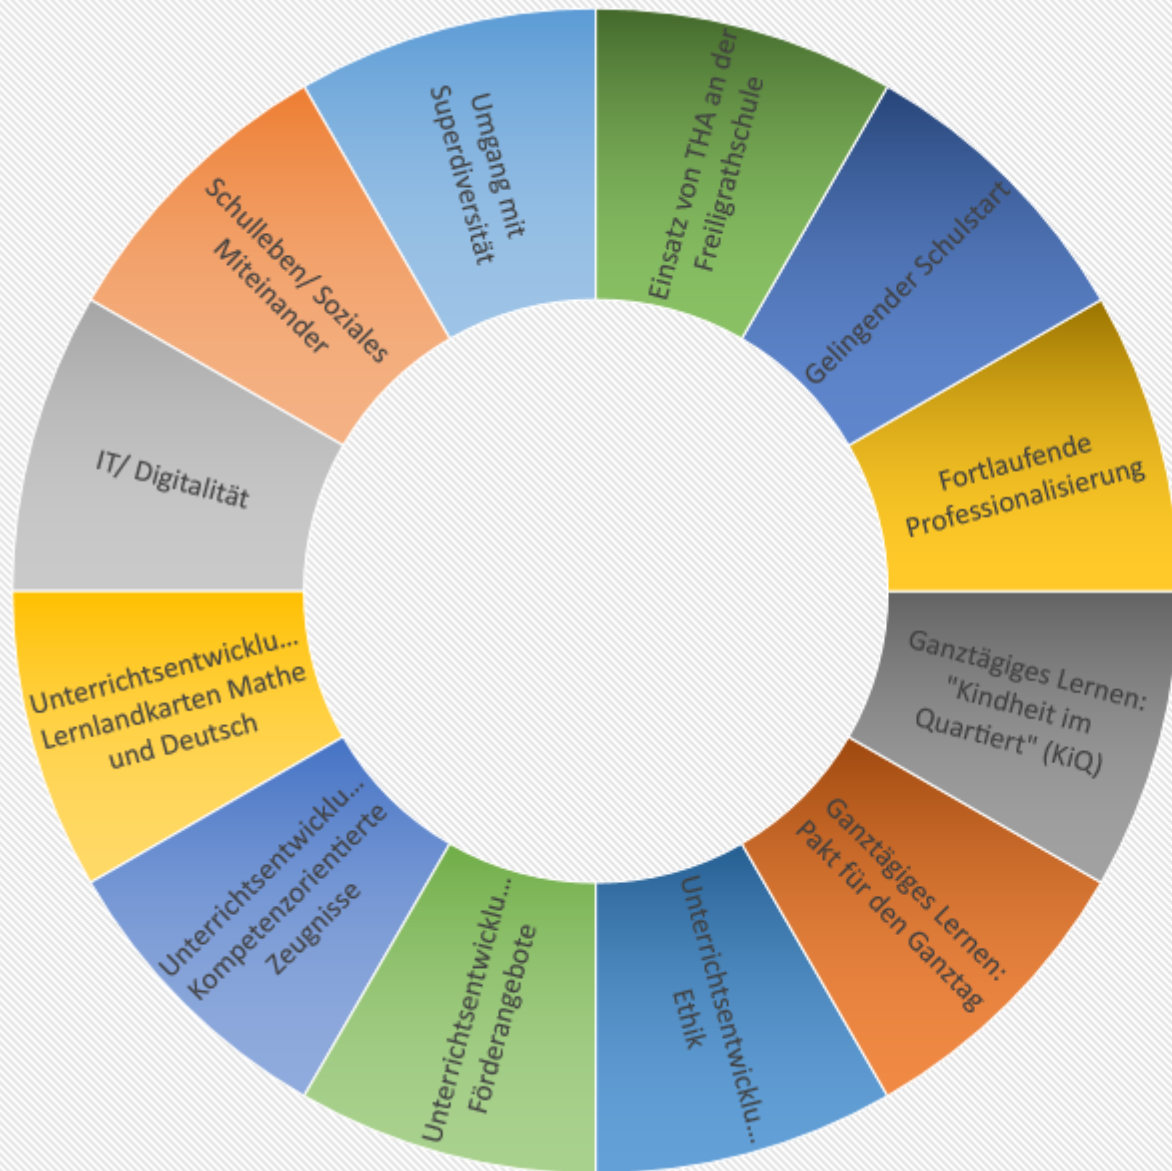 Einsatz von THA an der
Freiligrathschule
Gelingender Schulstart
Fortlaufende
Professionalisierung
Ganztägiges Lernen:
"Kindheit im
Quartiert" (KiQ)
Ganztägiges Lernen:
Pakt für den Ganztag
Unterrichtsentwicklu...
Ethik
Unterrichtsentwicklu...
Förderangebote
Unterrichtsentwicklu...
Kompetenzorientierte
Zeugnisse
Unterrichtsentwicklu...
Lernlandkarten Mathe
und Deutsch
IT/ Digitalität
Schulleben/ Soziales
Miteinander
Umgang mit
Superdiversität